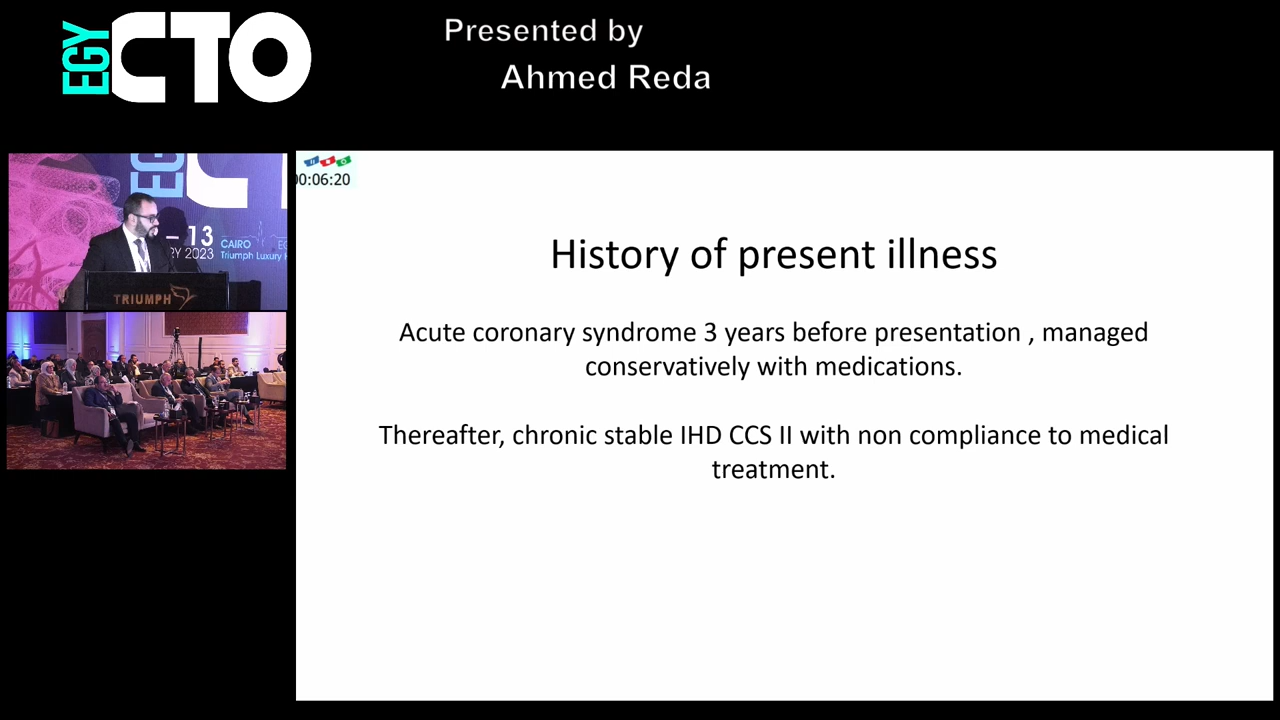 EGY CTO
Presented by
Ahmed Reda
00:06:20
EG
– 13
RY 2023
CAIRO
Triumph Luxury H
TRIUMPH
History of present illness
Acute coronary syndrome 3 years before presentation , managed
conservatively with medications.
Thereafter, chronic stable IHD CCS II with non compliance to medical
treatment.